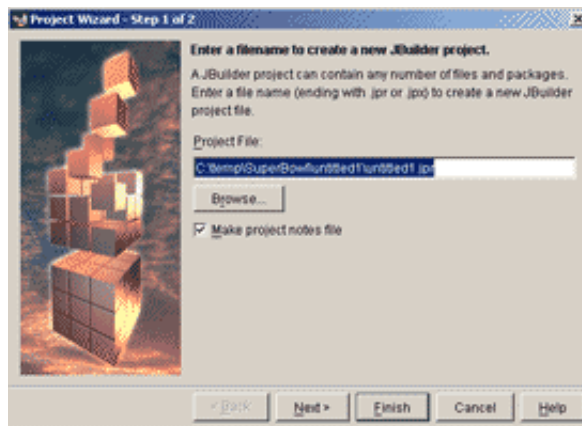 Project Wizard - Step 1 of 2
Enter a filename to create a new JBuilder project.
A JBuilder project can contain any number of files and packages.
Enter a file name (ending with .jpr or .jpx) to create a new JBuilder
project file.
Project File:
C:\temp\SuperBowl\untitled1\untitled1.jpr
Browse...
Make project notes file
< Back
Next >
Finish
Cancel
Help